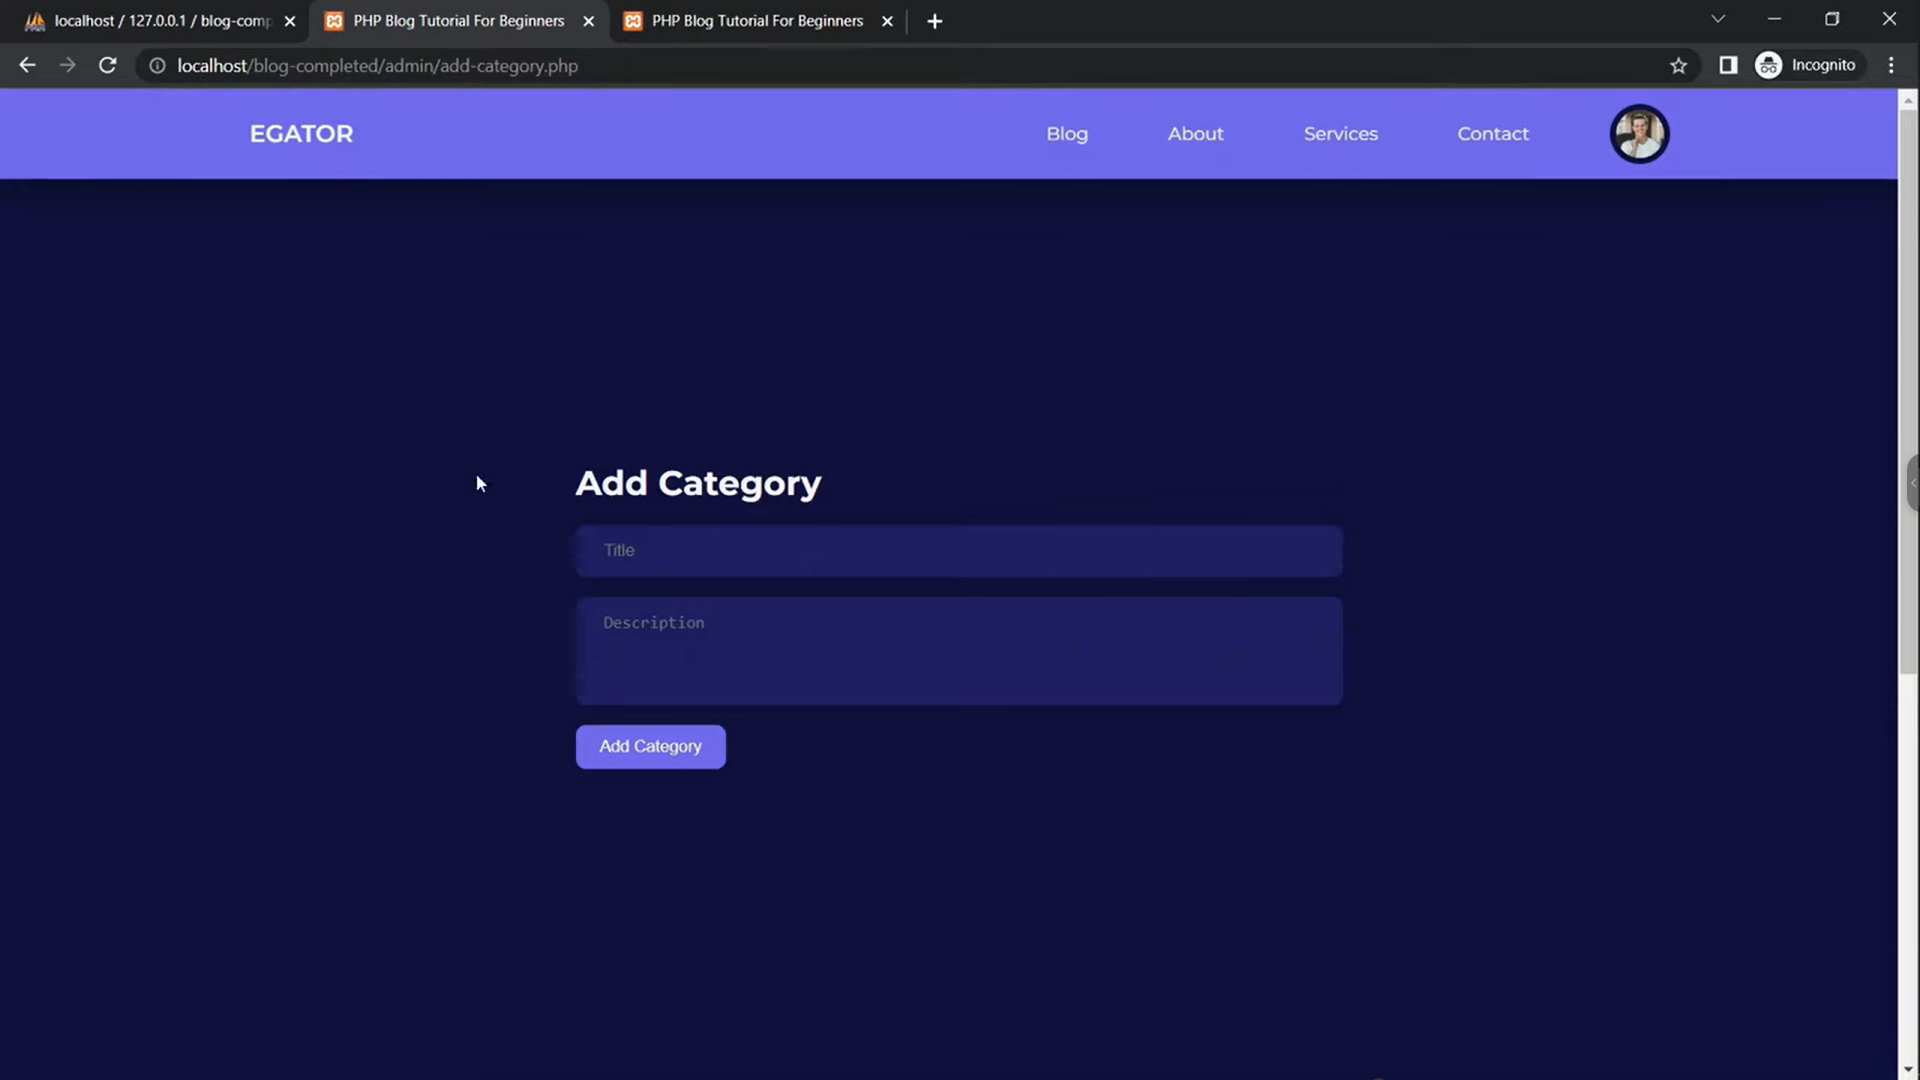 localhost / 127.0.0.1 / blog-comp
PHP Blog Tutorial For Beginners
PHP Blog Tutorial For Beginners
localhost/blog-completed/admin/add-category.php
Incognito
EGATOR
Blog
About
Services
Contact
Add Category
Title
Description
Add Category